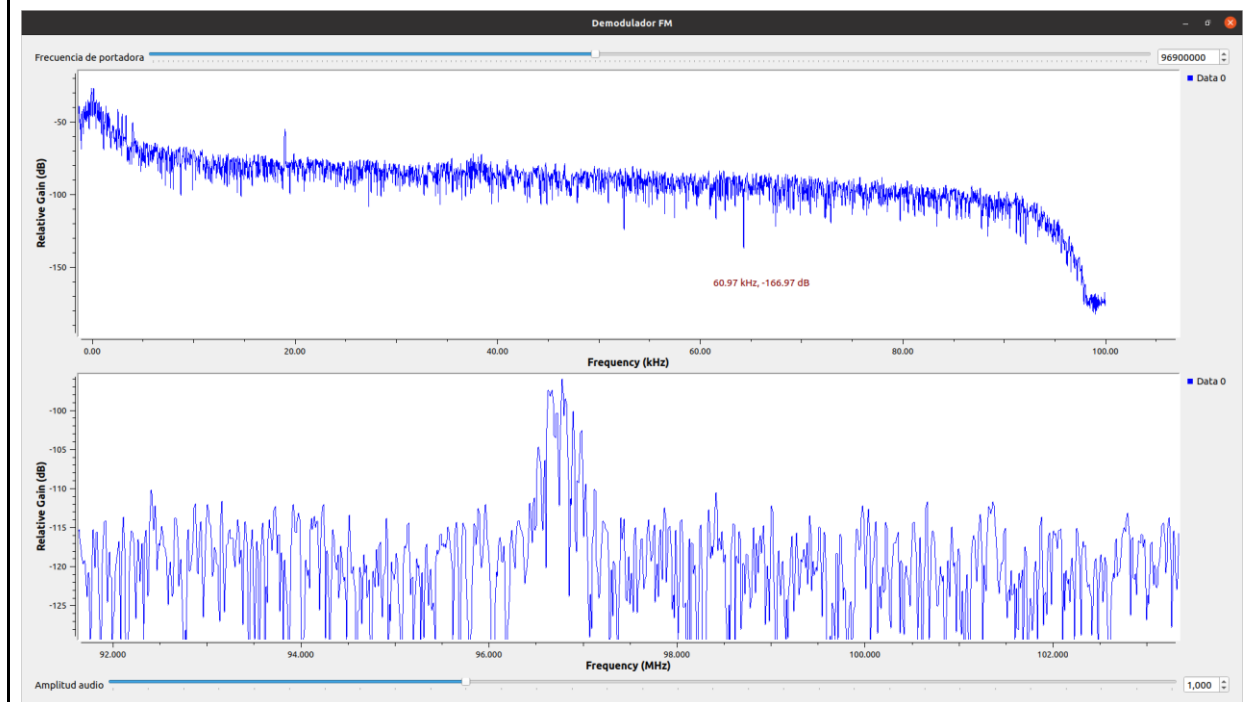 Demodulador FM
Frecuencia de portadora
96900000
Data 0
-50
-100
-150
Relative Gain (dB)
60.97 kHz, -166.97 dB
0.00 20.00 40.00 60.00 80.00 100.00
Frequency (kHz)
Data 0
-100
-105
-110
-115
-120
-125
Relative Gain (dB)
92.000 94.000 96.000 98.000 100.000 102.000
Frequency (MHz)
Amplitud audio
1,000